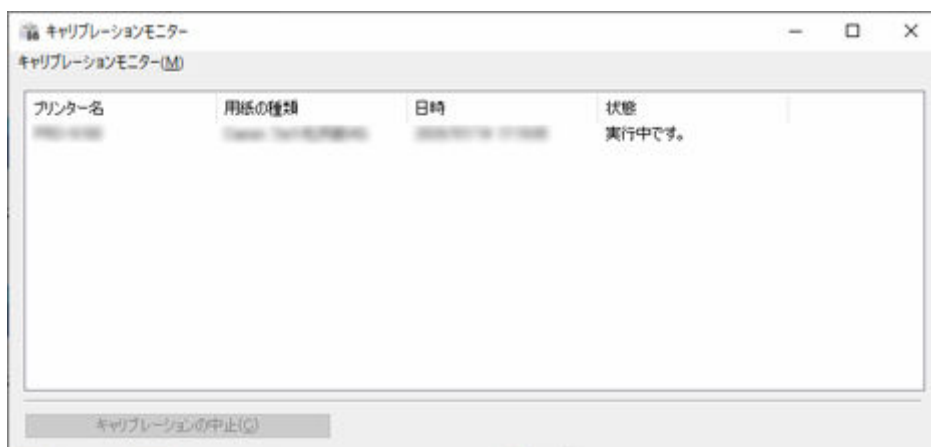 キャリブレーションモニター
キャリブレーションモニター(M)
プリンター名 用紙の種類 日時 状態
実行中です。
キャリブレーションの中止(C)